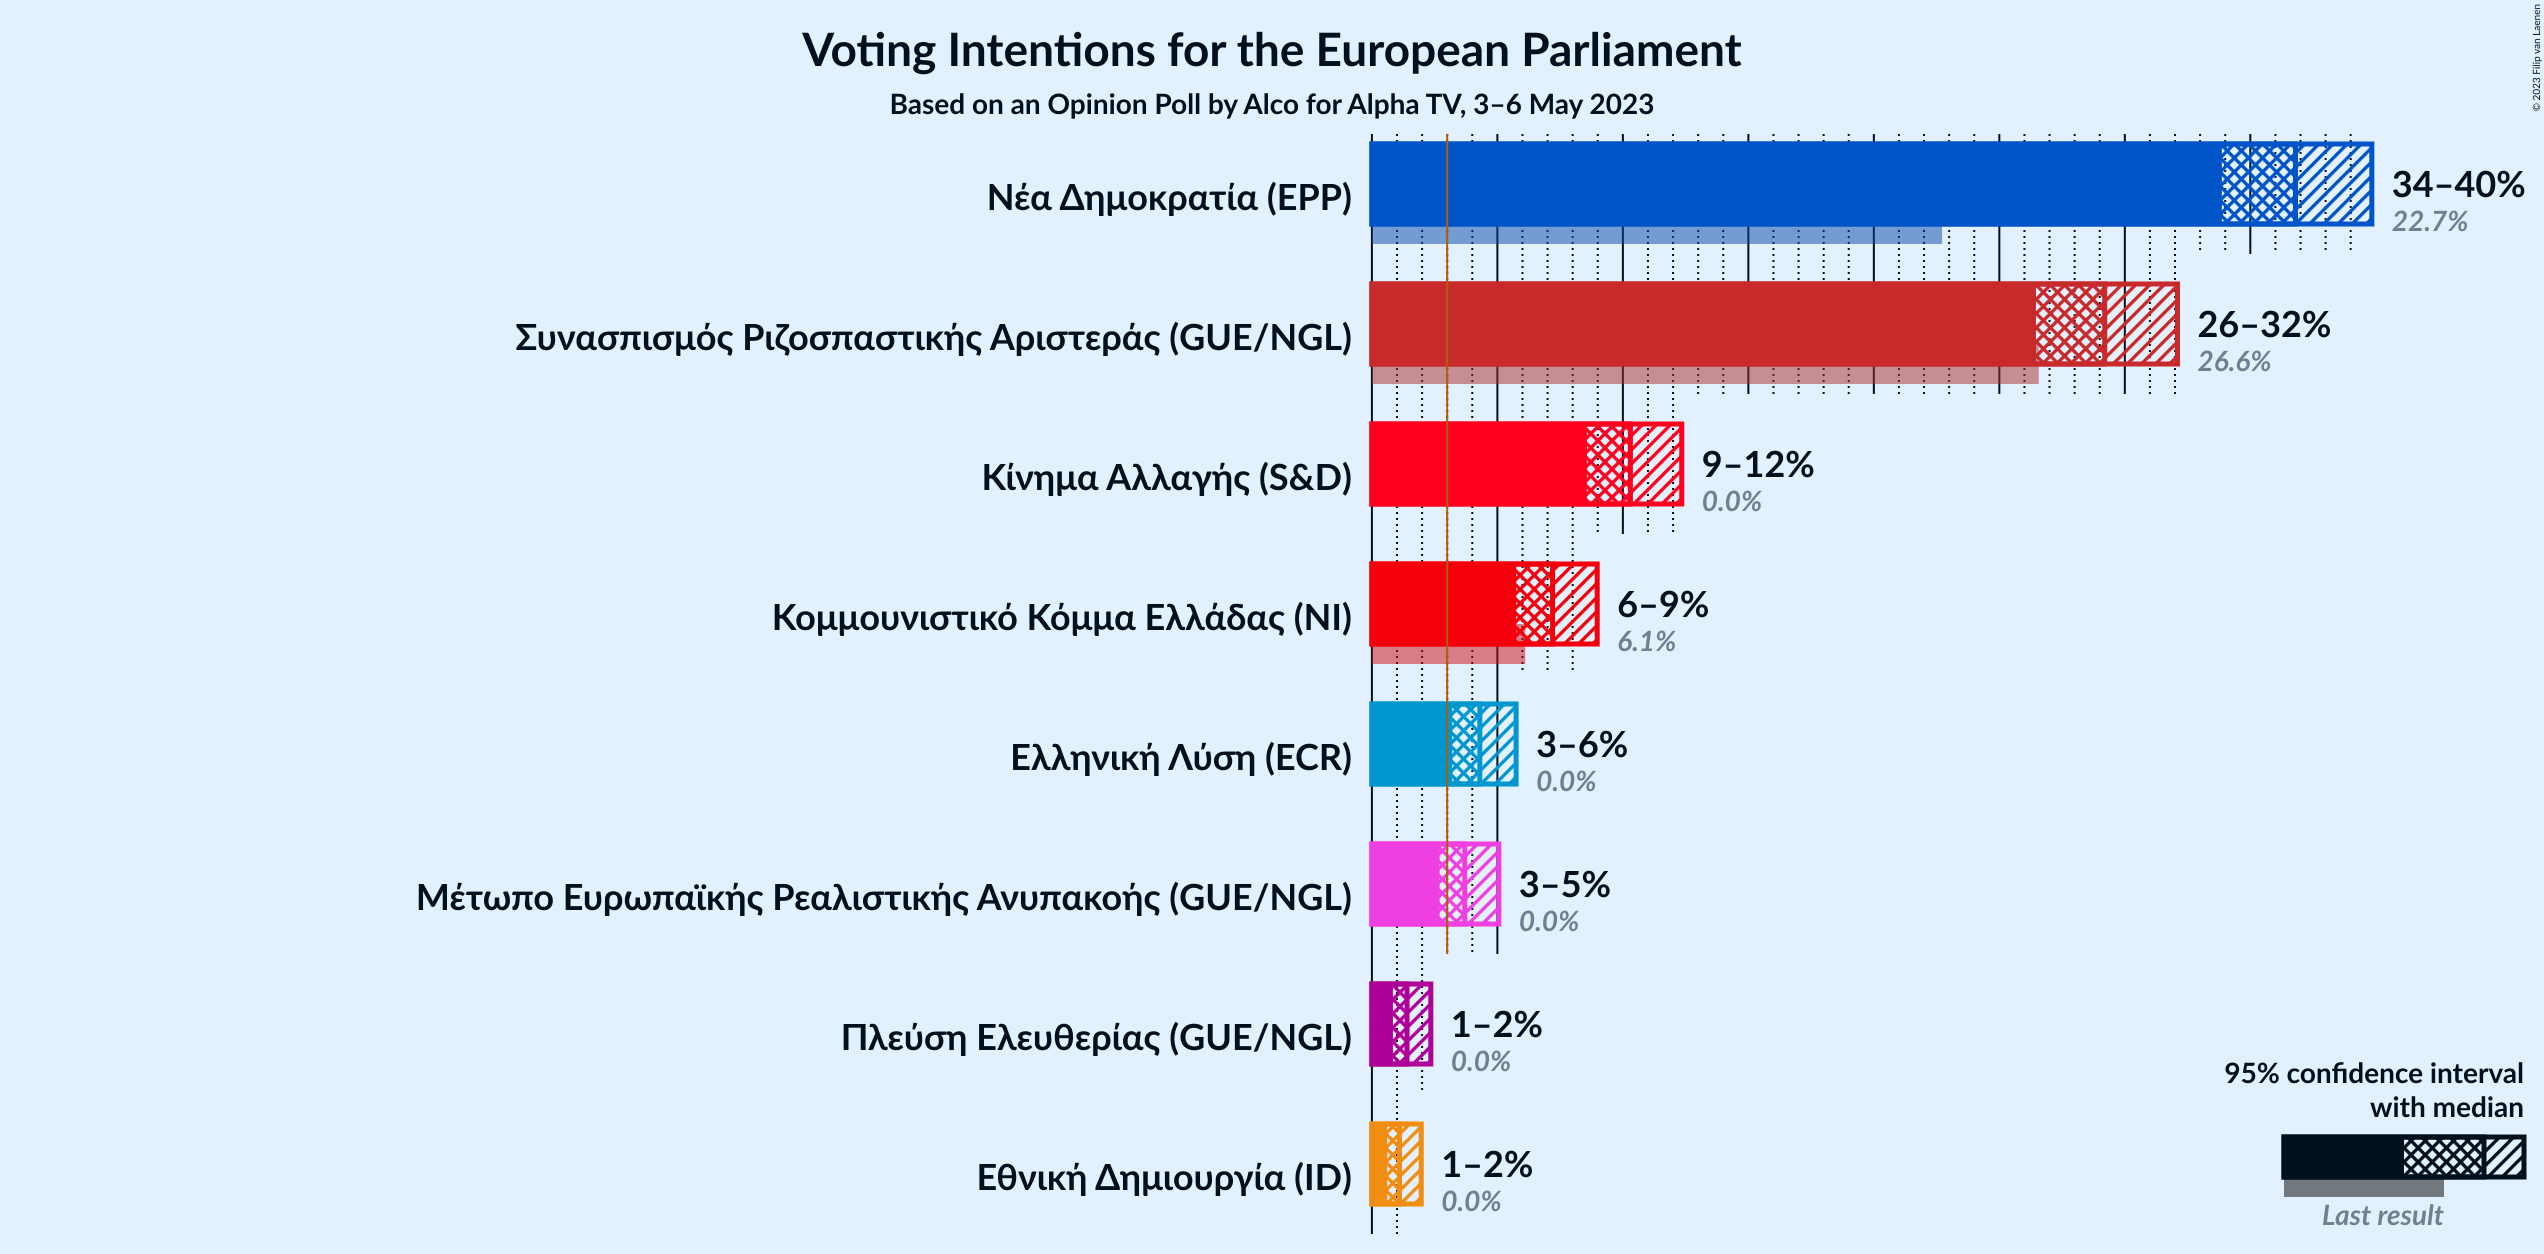 Voting Intentions for the European Parliament
Based on an Opinion Poll by Alco for Alpha TV, 3–6 May 2023
© 2023 Filip van Laenen
Νέα Δημοκρατία (EPP)
34–40%
22.7%
Συνασπισμός Ριζοσπαστικής Αριστεράς (GUE/NGL)
26–32%
26.6%
Κίνημα Αλλαγής (S&D)
9–12%
0.0%
Κομμουνιστικό Κόμμα Ελλάδας (NI)
6–9%
6.1%
Ελληνική Λύση (ECR)
3–6%
0.0%
Μέτωπο Ευρωπαϊκής Ρεαλιστικής Ανυπακοής (GUE/NGL)
3–5%
0.0%
Πλεύση Ελευθερίας (GUE/NGL)
1–2%
0.0%
Εθνική Δημιουργία (ID)
1–2%
0.0%
95% confidence interval
with median
Last result